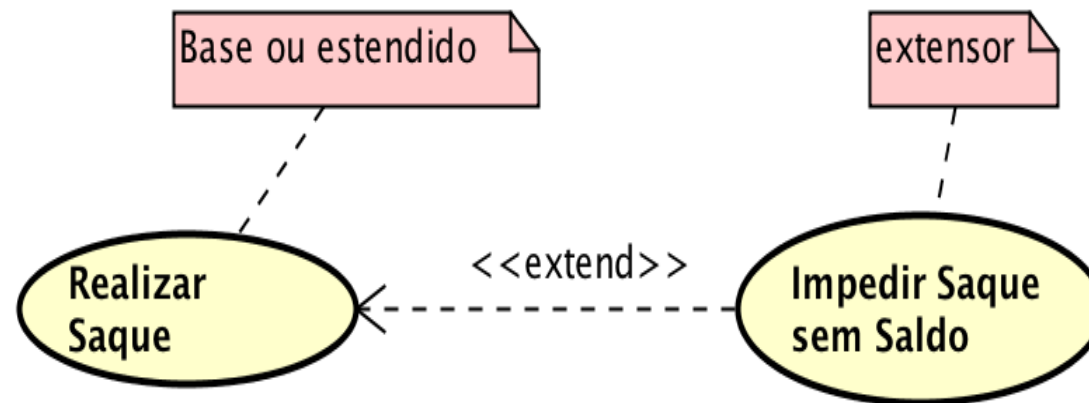 Base ou estendido
extensor
<<extend>>
Realizar
Saque
Impedir Saque
sem Saldo